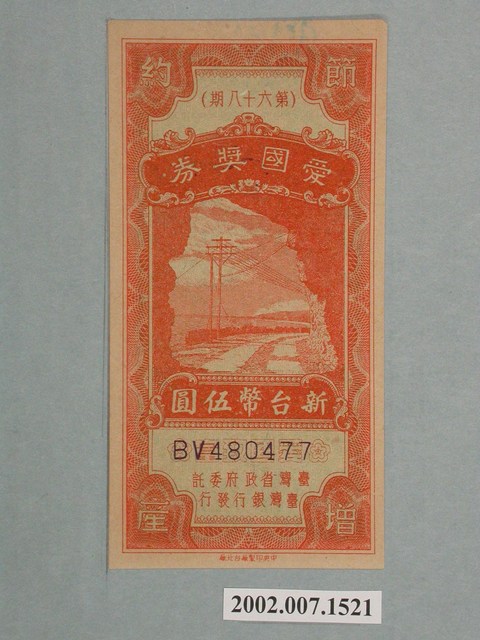 節約
(第六十八期)
愛國獎券
新台幣伍圓
BV480477
臺灣省政府委託
臺灣銀行發行
增產
2002.007.1521